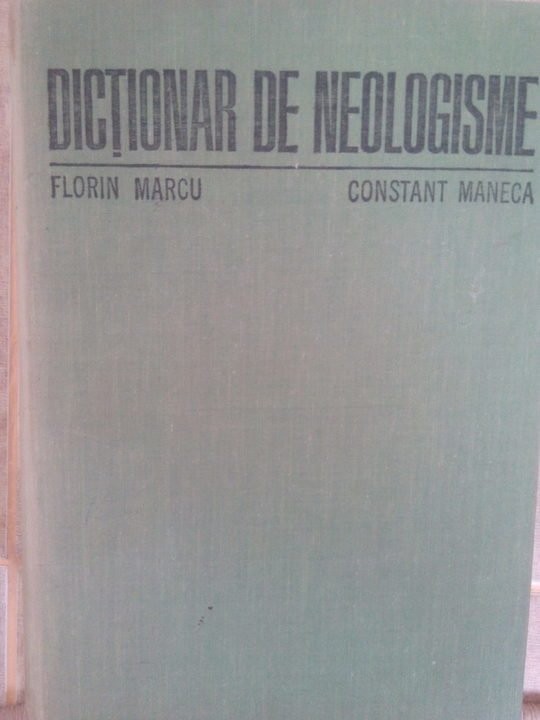 DICȚIONAR DE NEOLOGISME
FLORIN MARCU CONSTANT MANECA